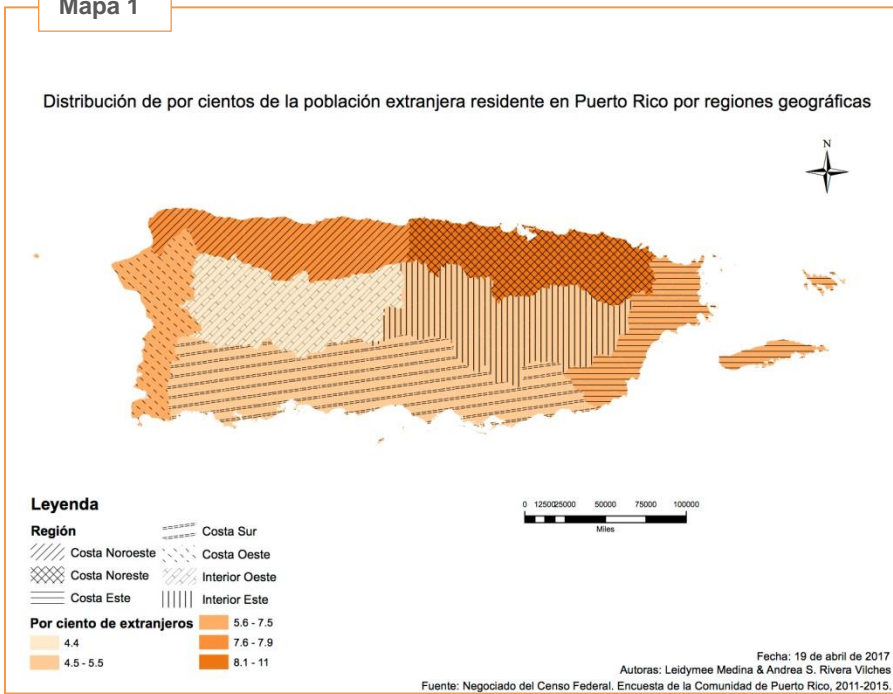 Mapa 1
Distribución de por cientos de la población extranjera residente en Puerto Rico por regiones geográficas
N
Leyenda
Región
Costa Noroeste
Costa Noreste
Costa Este
Costa Sur
Costa Oeste
Interior Oeste
Interior Este
Por ciento de extranjeros
4.4
4.5 - 5.5
5.6 - 7.5
7.6 - 7.9
8.1 - 11
0 1250025000 50000 75000 100000
Miles
Fecha: 19 de abril de 2017
Autoras: Leidymee Medina & Andrea S. Rivera Vilches
Fuente: Negociado del Censo Federal. Encuesta de la Comunidad de Puerto Rico, 2011-2015.